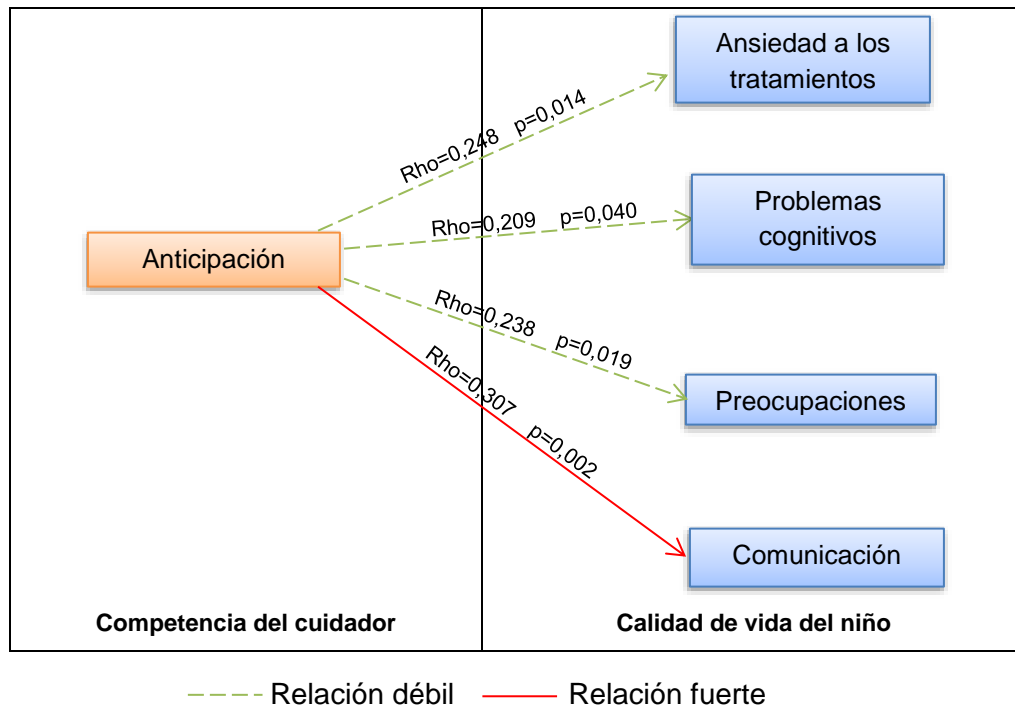 Ansiedad a los
tratamientos
Rho=0,248 p=0,014
Problemas
cognitivos
Rho=0,209 p=0,040
Anticipación
Rho=0,238 p=0,019
Preocupaciones
Rho=0,307 p=0,002
Comunicación
Competencia del cuidador
Calidad de vida del niño
Relación débil
Relación fuerte